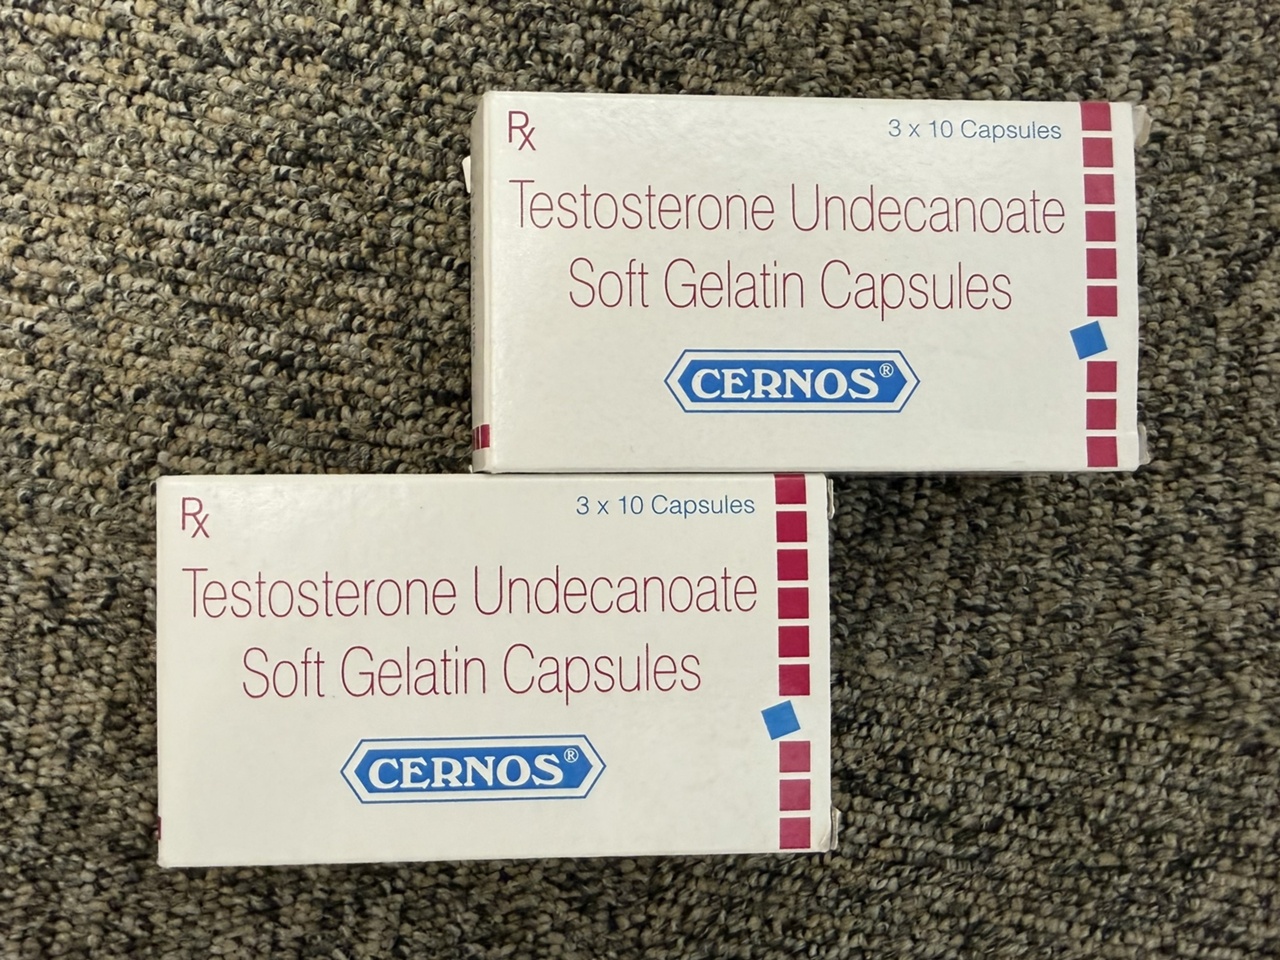 Rx
3 x 10 Capsules
Testosterone Undecanoate
Soft Gelatin Capsules
CERNOS®
Rx
3 x 10 Capsules
Testosterone Undecanoate
Soft Gelatin Capsules
CERNOS®